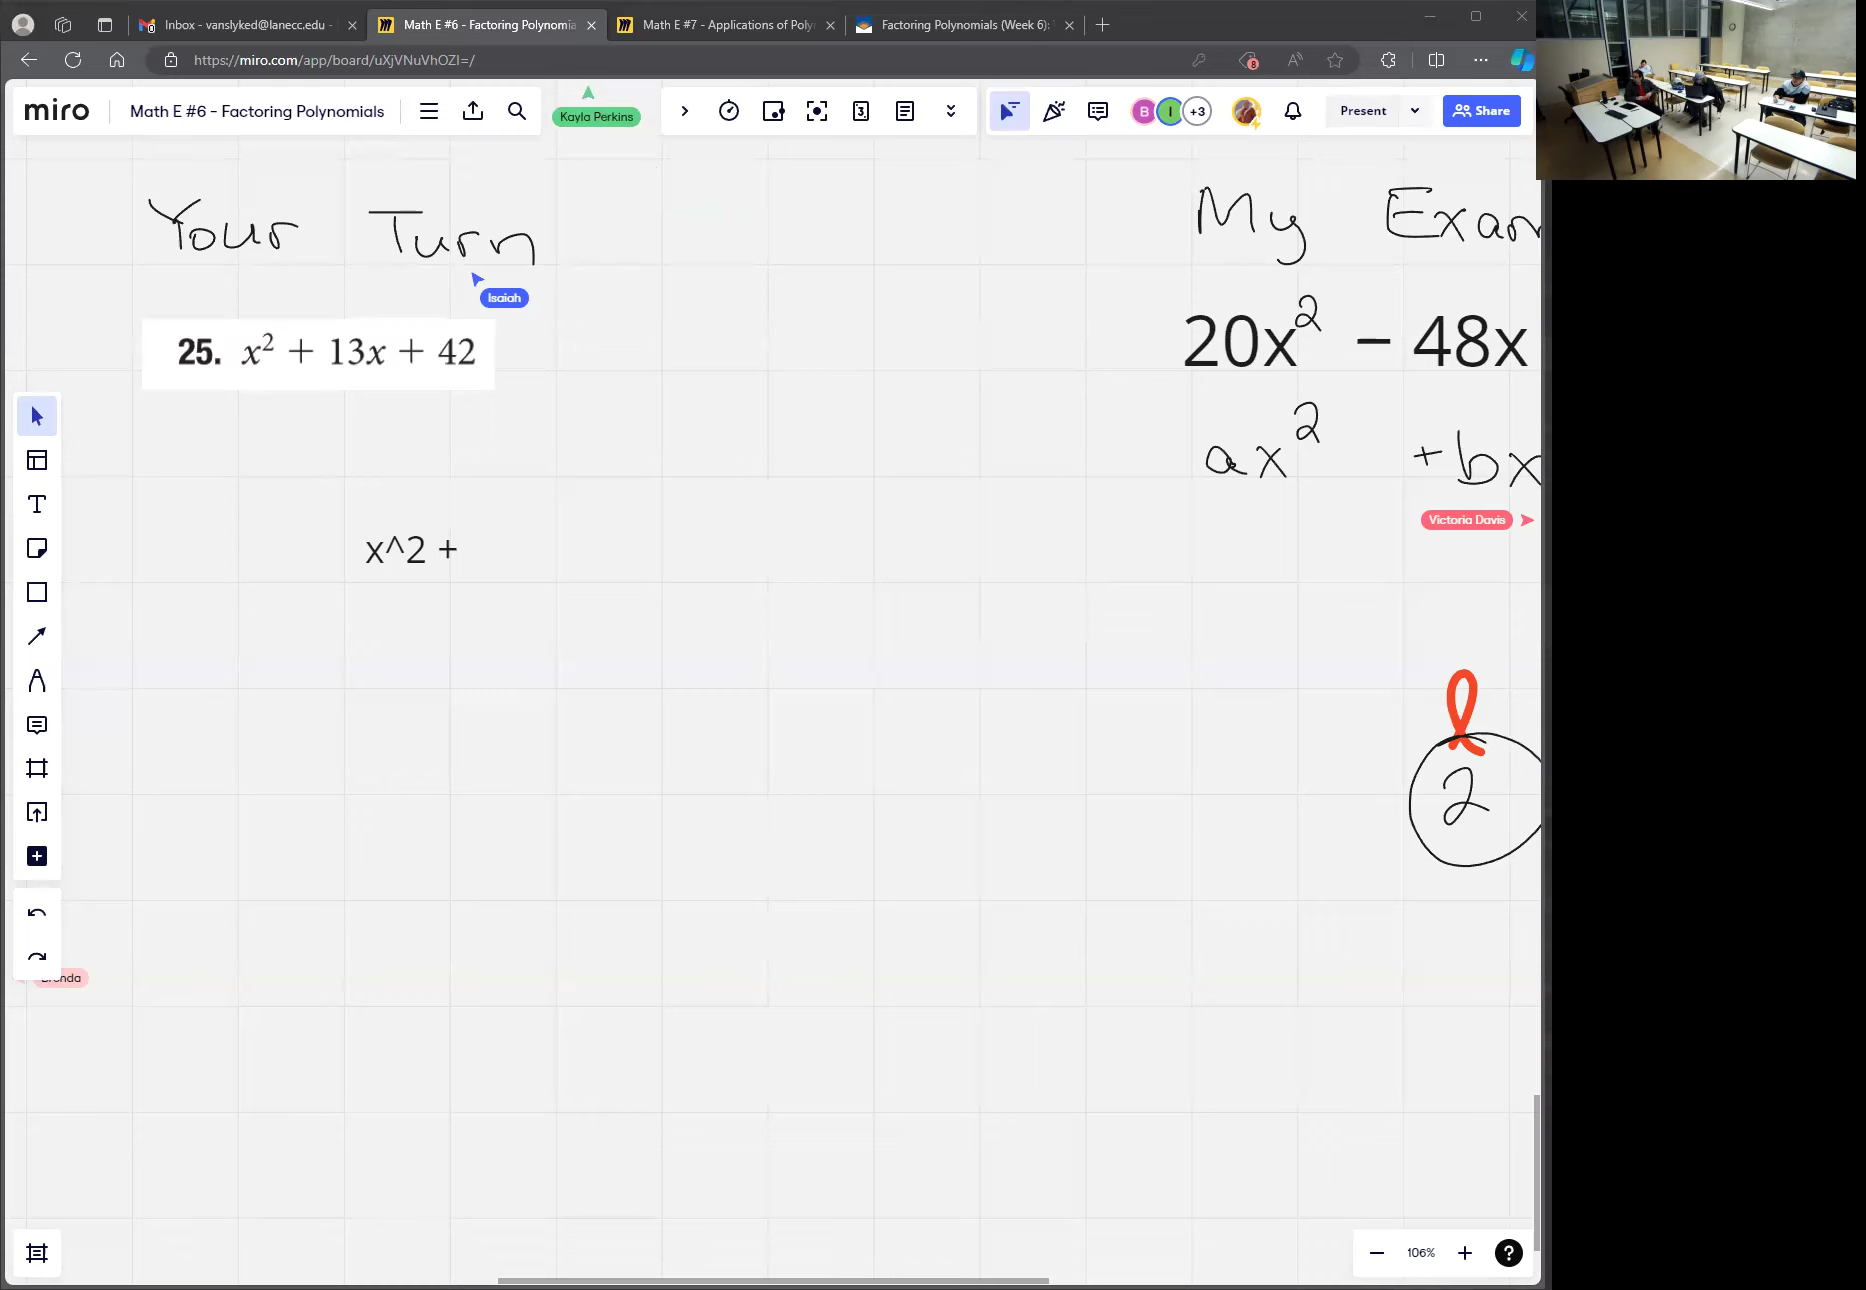 Inbox - vanslyked@lanecc.edu -
Math E #6 - Factoring Polynomia
Math E #7 - Applications of Poly
Factoring Polynomials (Week 6):
https://miro.com/app/board/uXjVNuVhOZI=/
8
miro
Math E #6 - Factoring Polynomials
Kayla Perkins
3
B
I
+3
Present
Share
Your Turn
My Exam
Isaiah
25. x² + 13x + 42
20x² - 48x
ax² + bx
Victoria Davis
x^2 +
2
106%